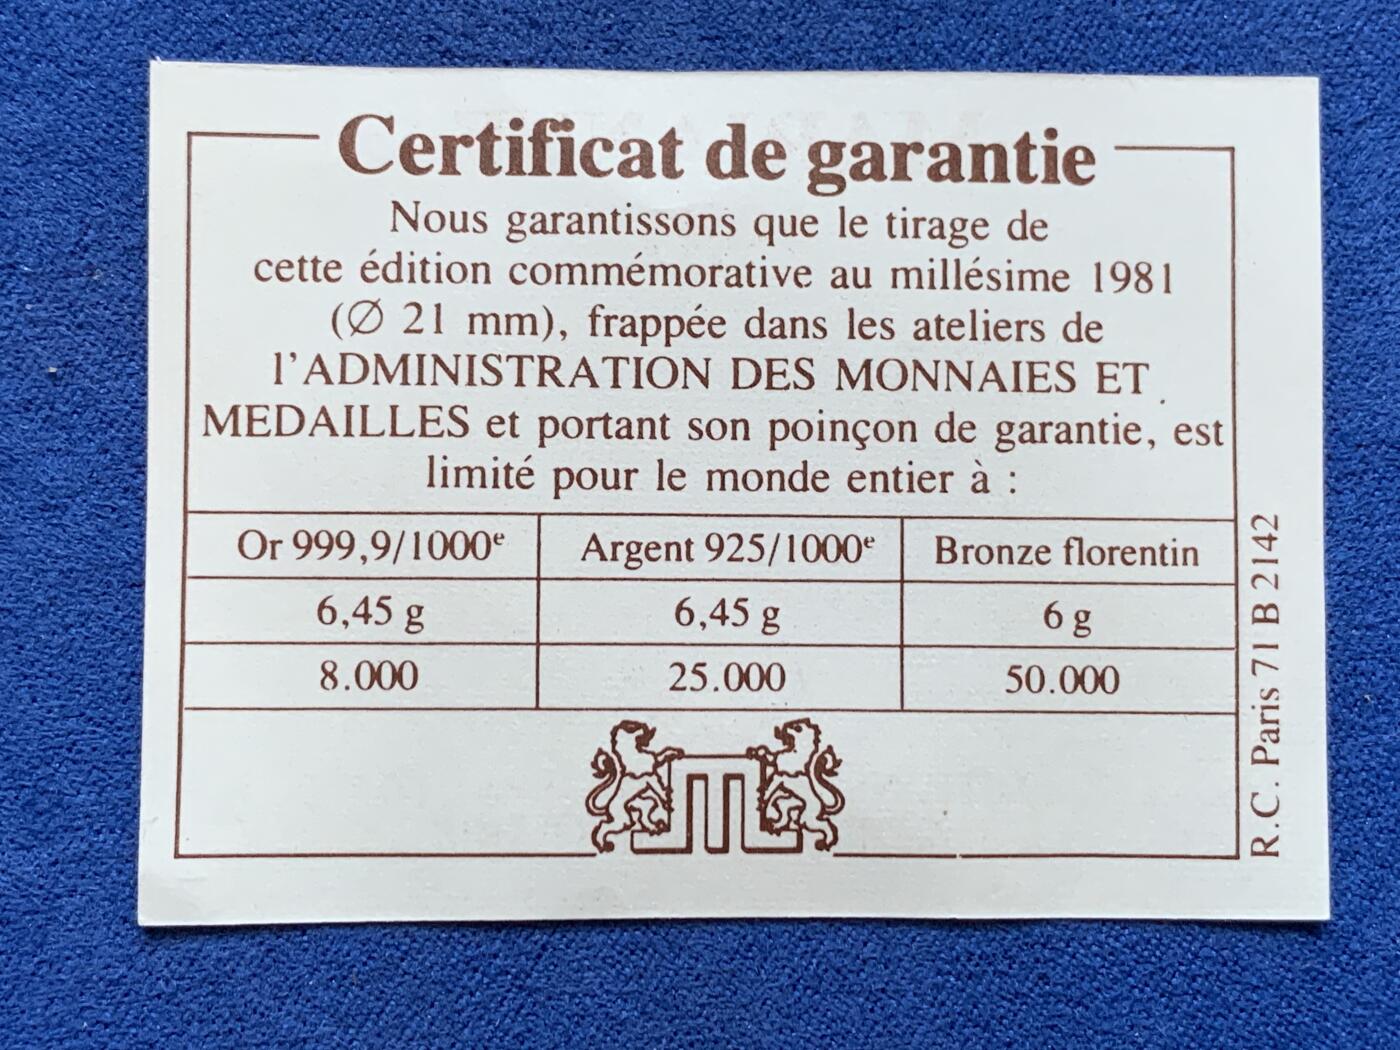 Certificat de garantie
Nous garantissons que le tirage de
cette édition commémorative au millésime 1981
(Ø 21 mm), frappée dans les ateliers de
l'ADMINISTRATION DES MONNAIES ET
MEDAILLES et portant son poinçon de garantie, est
limité pour le monde entier à :
Or 999,9/1000e Argent 925/1000e Bronze florentin
6,45 g 6,45 g 6 g
8.000 25.000 50.000
R.C. Paris 71 B 2142